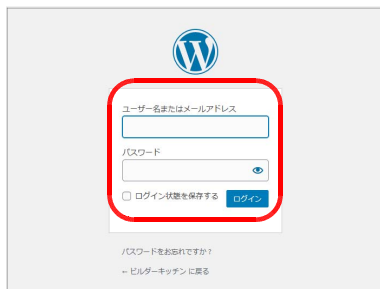 ユーザー名またはメールアドレス
パスワード
ログイン状態を保存する
ログイン
パスワードをお忘れですか ?
← ビルダーキッチン に戻る